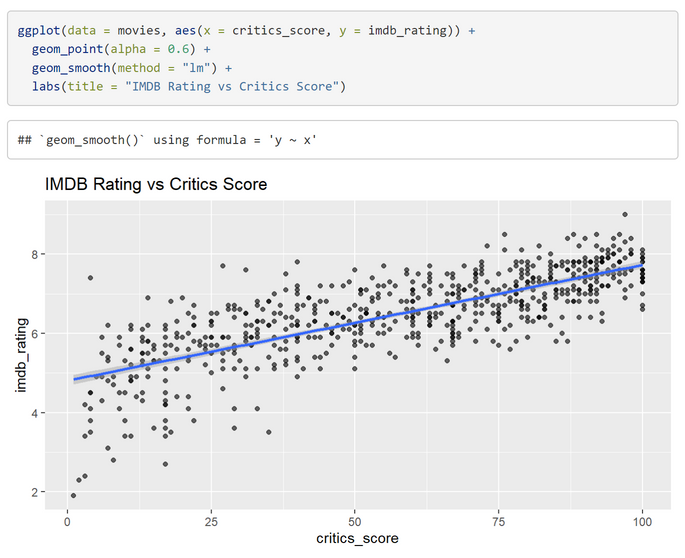 ggplot(data = movies, aes(x = critics_score, y = imdb_rating)) +
  geom_point(alpha = 0.6) +
  geom_smooth(method = "lm") +
  labs(title = "IMDB Rating vs Critics Score")
## `geom_smooth()` using formula = 'y ~ x'
IMDB Rating vs Critics Score
8
6
4
2
imdb_rating
0 25 50 75 100
critics_score